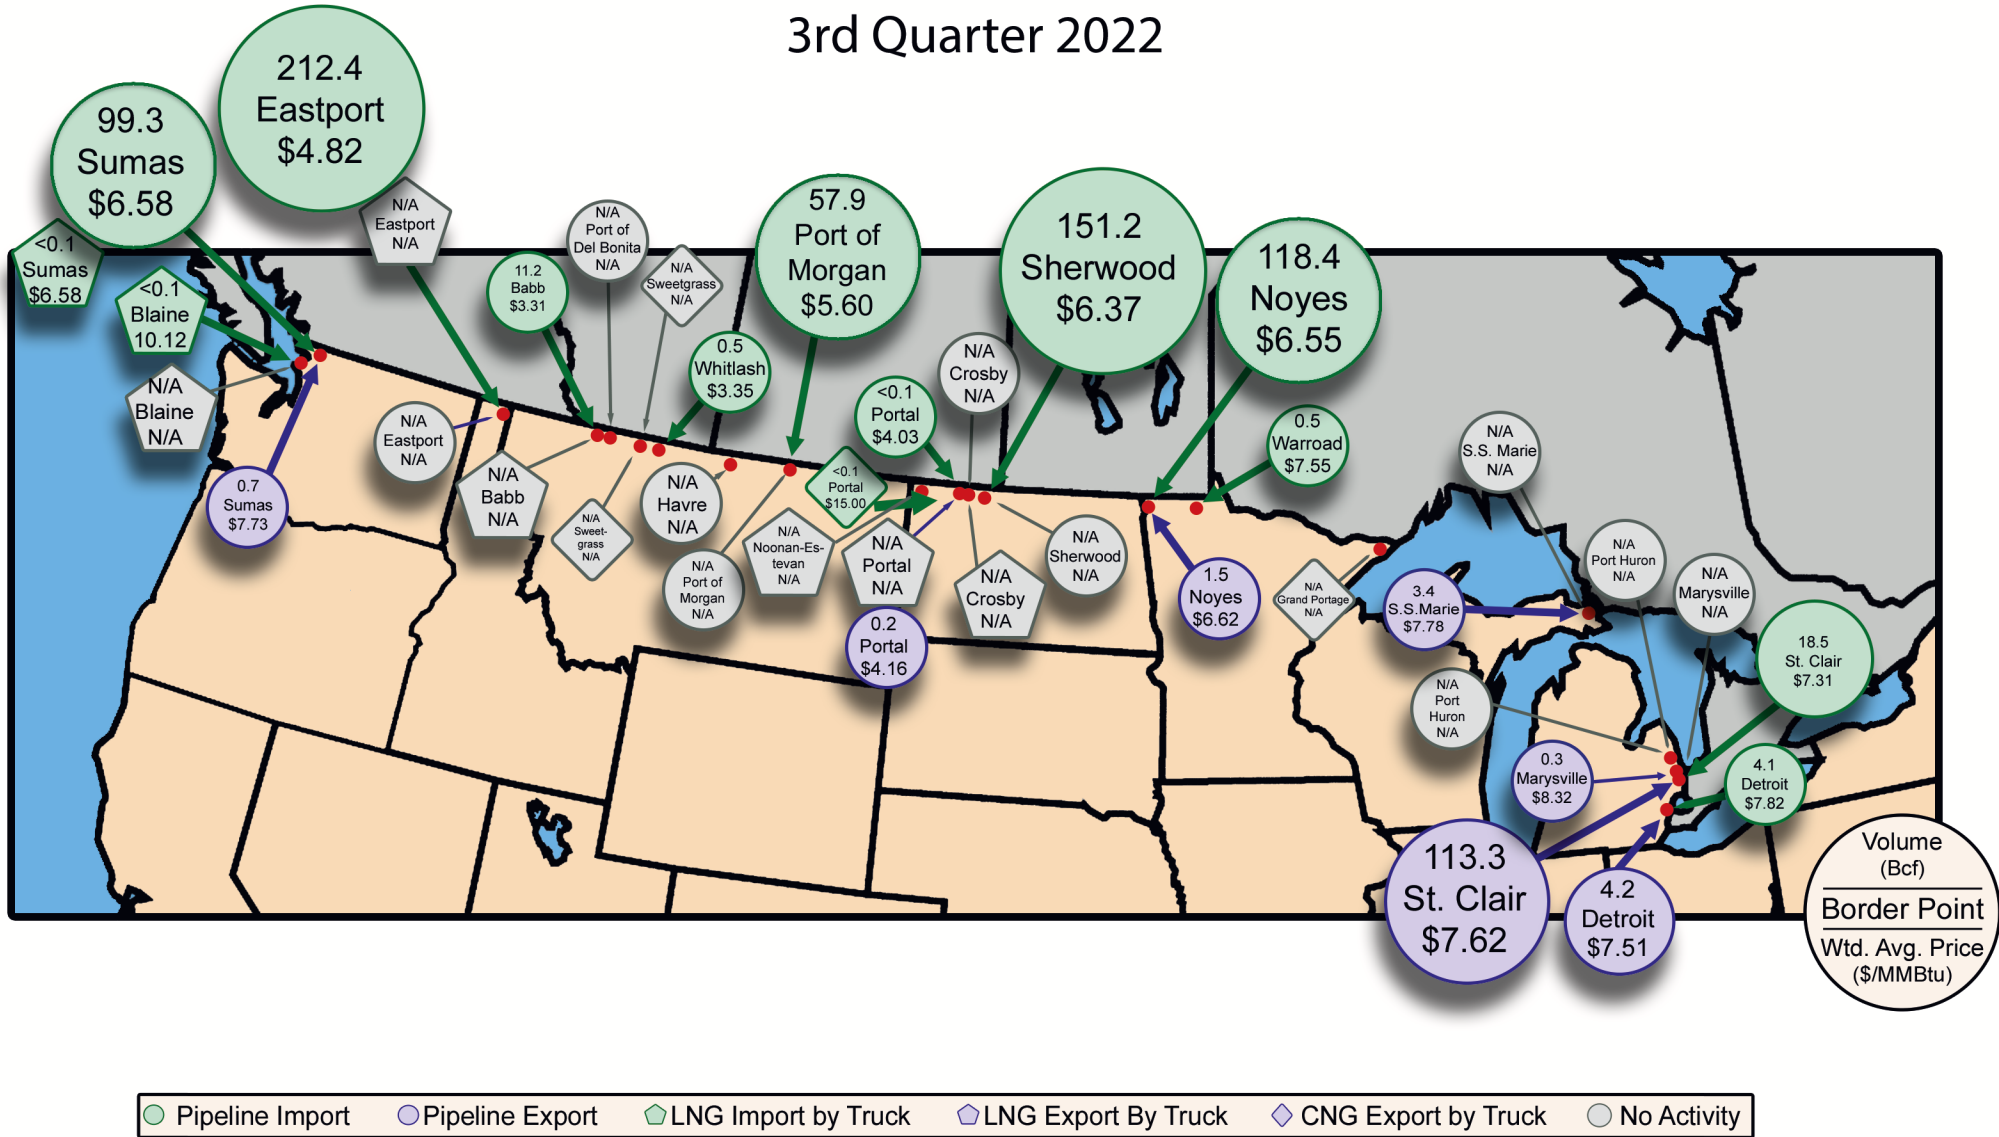 3rd Quarter 2022
212.4
Eastport
$4.82
99.3
Sumas
$6.58
<0.1
Sumas
$6.58
<0.1
Blaine
10.12
N/A
Blaine
N/A
0.7
Sumas
$7.73
N/A
Eastport
N/A
N/A
Eastport
N/A
11.2
Babb
$3.31
N/A
Babb
N/A
N/A
Port of
Del Bonita
N/A
N/A
Sweetgrass
N/A
N/A
Sweet-
grass
N/A
0.5
Whitlash
$3.35
N/A
Havre
N/A
57.9
Port of
Morgan
$5.60
N/A
Port of
Morgan
N/A
<0.1
Portal
$15.00
<0.1
Portal
$4.03
N/A
Noonan-Es-
tevan
N/A
N/A
Portal
N/A
0.2
Portal
$4.16
N/A
Crosby
N/A
N/A
Crosby
N/A
151.2
Sherwood
$6.37
N/A
Sherwood
N/A
118.4
Noyes
$6.55
1.5
Noyes
$6.62
0.5
Warroad
$7.55
N/A
Grand Portage
N/A
N/A
S.S. Marie
N/A
3.4
S.S.Marie
$7.78
N/A
Port Huron
N/A
N/A
Marysville
N/A
N/A
Port
Huron
N/A
0.3
Marysville
$8.32
18.5
St. Clair
$7.31
4.1
Detroit
$7.82
113.3
St. Clair
$7.62
4.2
Detroit
$7.51
Volume
(Bcf)
Border Point
Wtd. Avg. Price
($/MMBtu)
Pipeline Import
Pipeline Export
LNG Import by Truck
LNG Export By Truck
CNG Export by Truck
No Activity